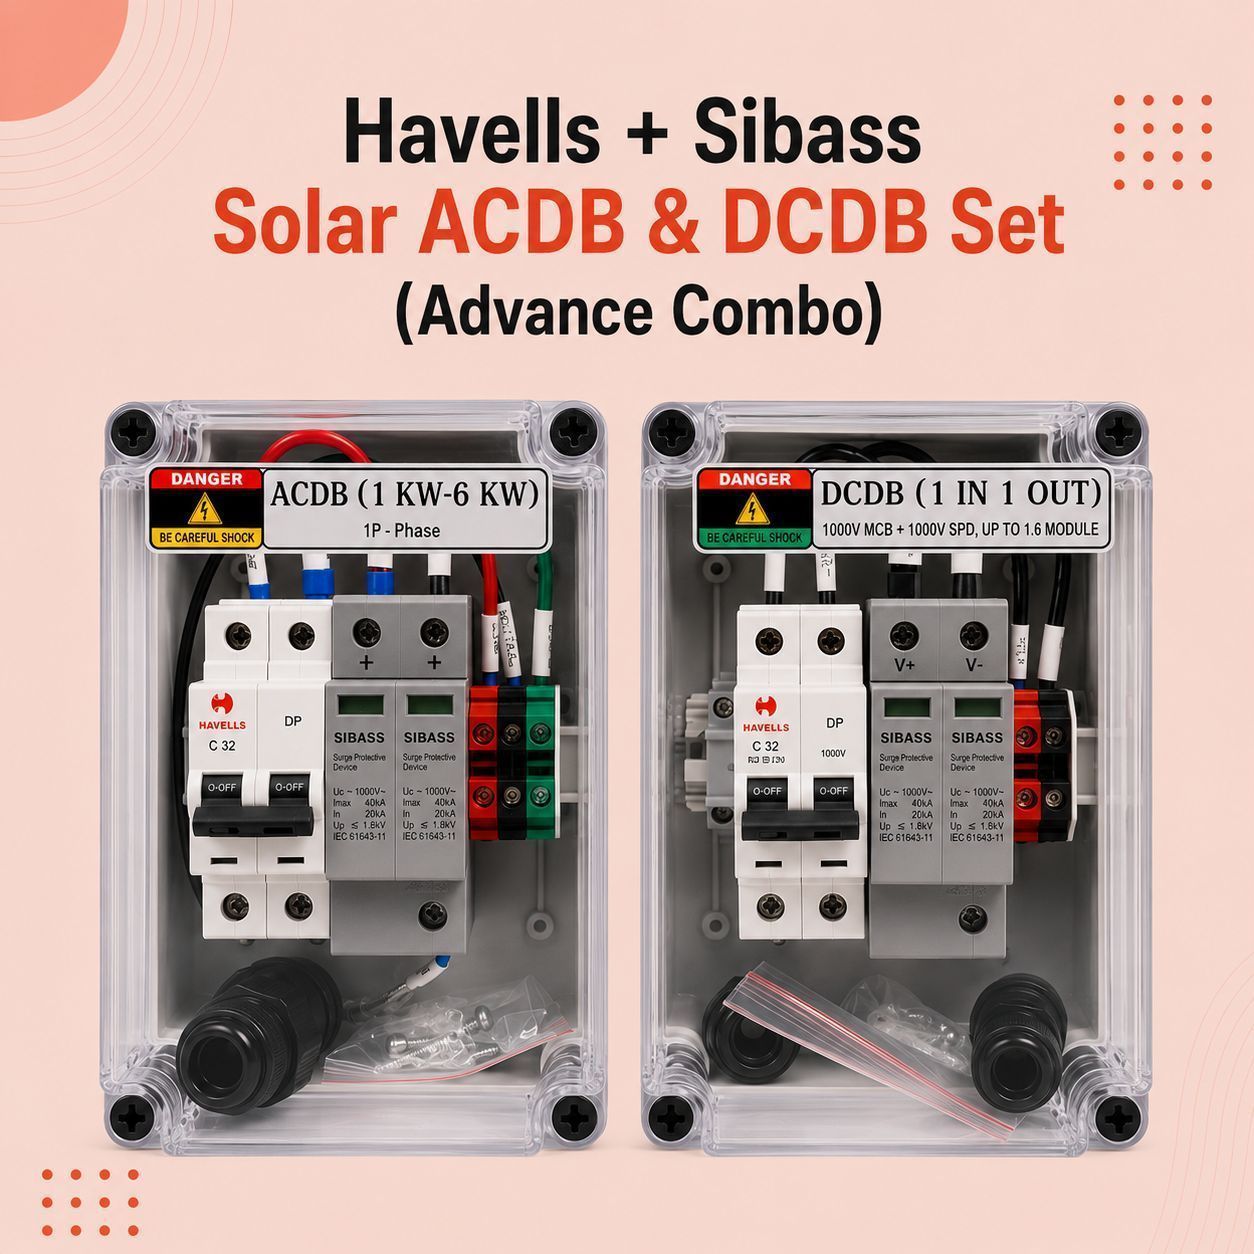 Havells + Sibass
Solar ACDB & DCDB Set
(Advance Combo)
DANGER
BE CAREFUL SHOCK
ACDB (1 KW-6 KW)
1P - Phase
+ +
HAVELLS
C 32
DP
O-OFF O-OFF
SIBASS SIBASS
Surge Protective Device
Surge Protective Device
Uc ~ 1000V~
Imax 40kA
In 20kA
Up ≤ 1.8kV
IEC 61643-11
Uc ~ 1000V~
Imax 40kA
In 20kA
Up ≤ 1.8kV
IEC 61643-11
DANGER
BE CAREFUL SHOCK
DCDB (1 IN 1 OUT)
1000V MCB + 1000V SPD, UP TO 1.6 MODULE
V+ V-
HAVELLS
C 32
DP
1000V
O-OFF O-OFF
SIBASS SIBASS
Surge Protective Device
Surge Protective Device
Uc ~ 1000V~
Imax 40kA
In 20kA
Up ≤ 1.8kV
IEC 61643-11
Uc ~ 1000V~
Imax 40kA
In 20kA
Up ≤ 1.8kV
IEC 61643-11